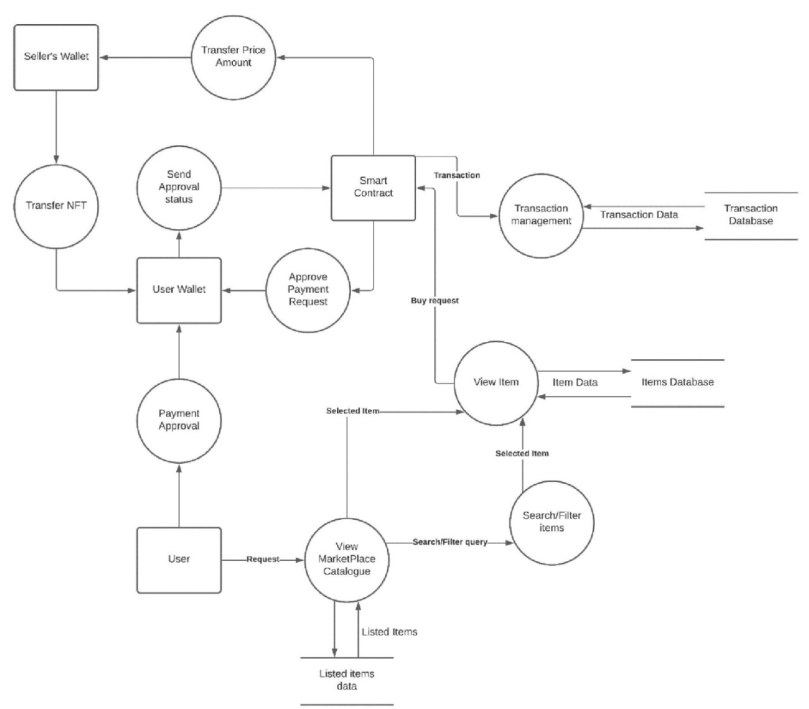 Seller's Wallet
Transfer Price
Amount
Send
Approval
status
Smart
Contract
Transaction
Transfer NFT
Transaction
management
Transaction Data
Transaction
Database
User Wallet
Approve
Payment
Request
Buy request
View Item
Item Data
Items Database
Payment
Approval
Selected Item
Selected Item
Search/Filter
items
User
Request
View
MarketPlace
Catalogue
Search/Filter query
Listed Items
Listed items
data